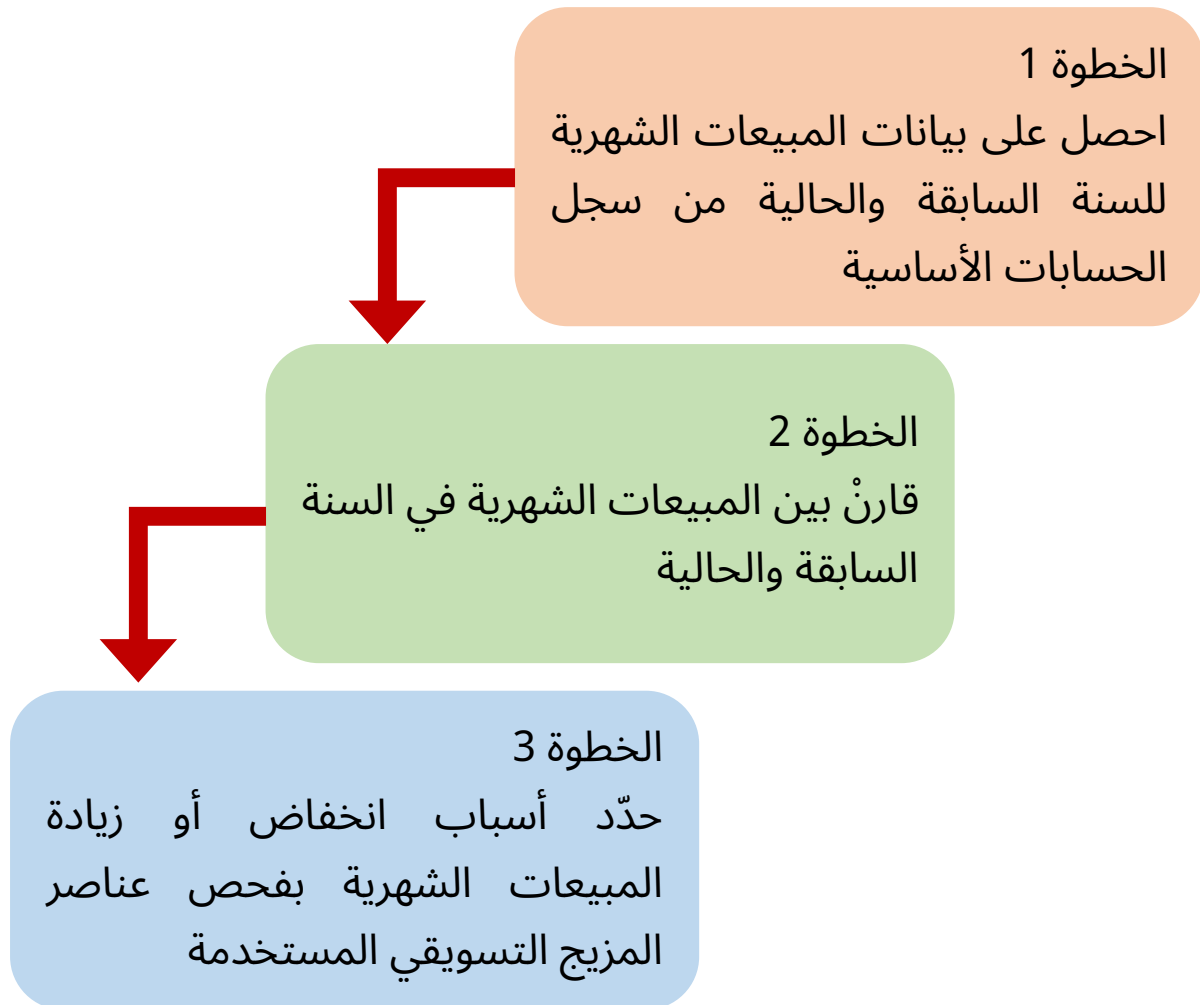 الخطوة 1
احصل على بيانات المبيعات الشهرية
للسنة السابقة والحالية من سجل
الحسابات الأساسية
الخطوة 2
قارنْ بين المبيعات الشهرية في السنة
السابقة والحالية
الخطوة 3
حدّد أسباب انخفاض أو زيادة
المبيعات الشهرية بفحص عناصر
المزيج التسويقي المستخدمة